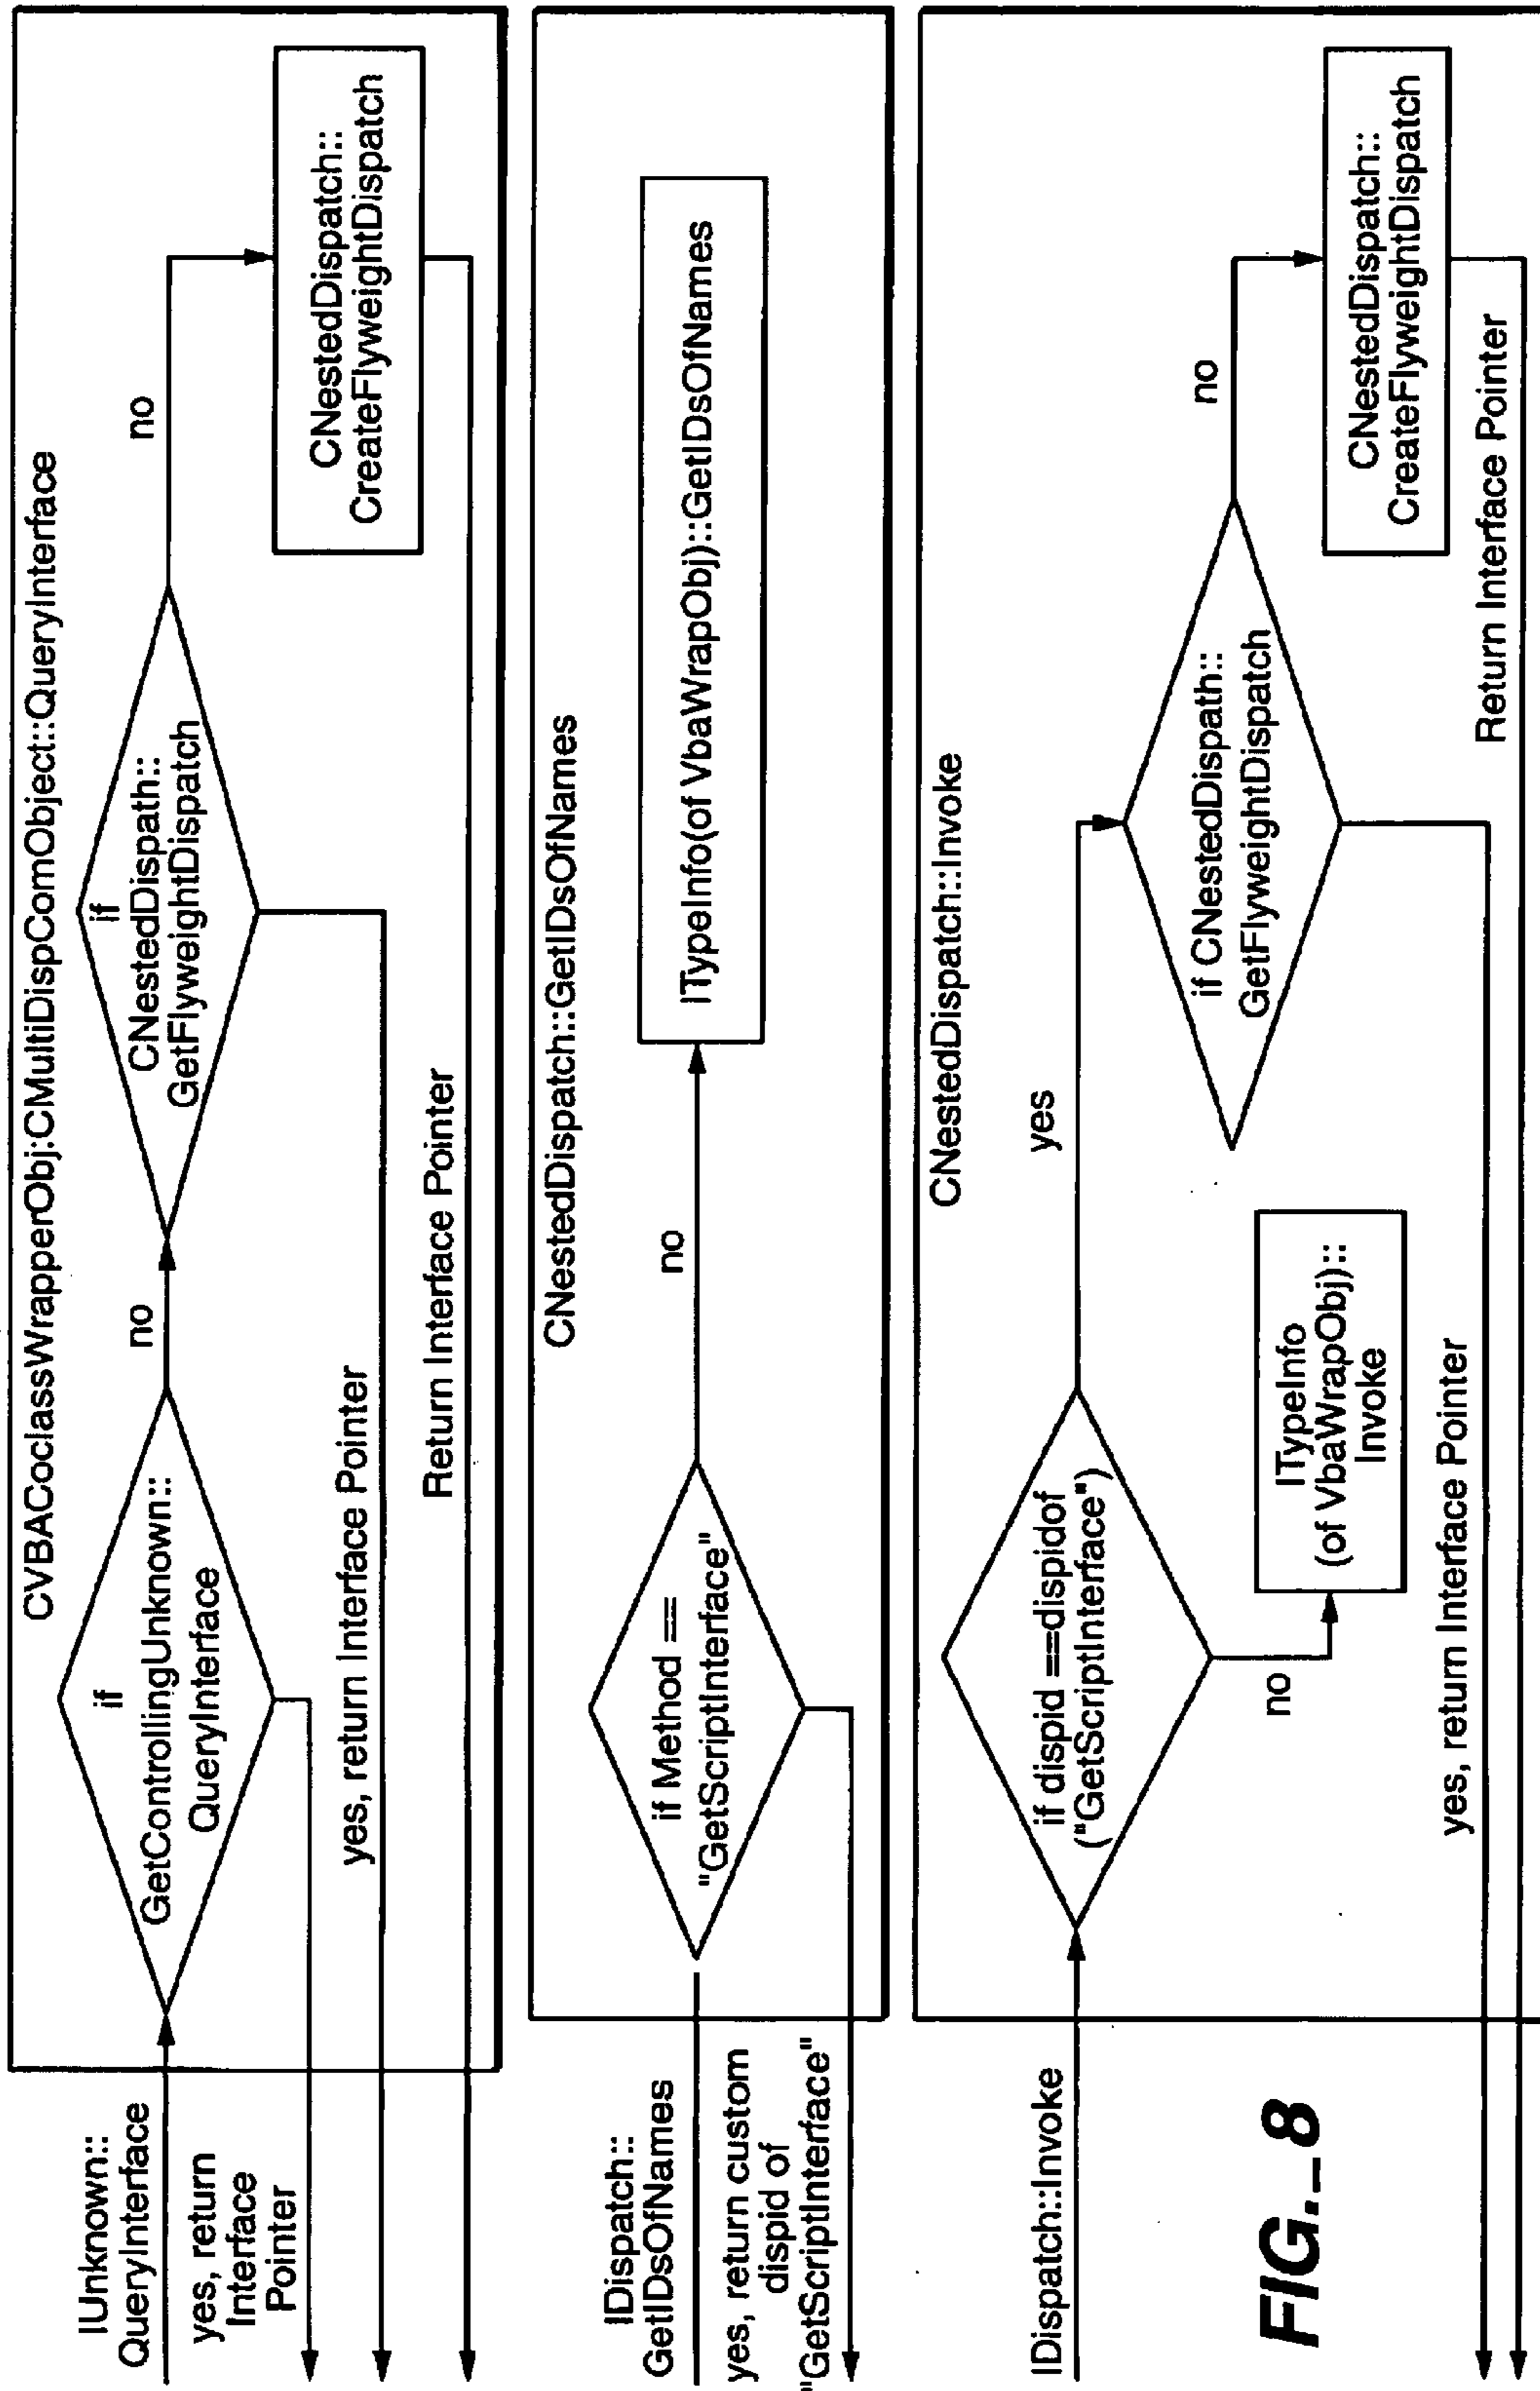 CVBACoclassWrapperObj:CMultiDispComObject::QueryInterface
IUnknown::
QueryInterface
if
GetControllingUnknown::
QueryInterface
no
if
CNestedDispath::
GetFlyweightDispatch
no
CNestedDispatch::
CreateFlyweightDispatch
yes, return
Interface
Pointer
yes, return Interface Pointer
Return Interface Pointer
CNestedDispatch::GetIDsOfNames
IDispatch::
GetIDsOfNames
if Method ==
"GetScriptInterface"
no
ITypeInfo(of VbaWrapObj)::GetIDsOfNames
yes, return custom
dispid of
"GetScriptInterface"
CNestedDispatch::Invoke
IDispatch::Invoke
if dispid ==dispidof
("GetScriptInterface")
yes
if CNestedDispath::
GetFlyweightDispatch
no
CNestedDispatch::
CreateFlyweightDispatch
no
ITypeInfo
(of VbaWrapObj)::
Invoke
yes, return Interface Pointer
Return Interface Pointer
FIG._8